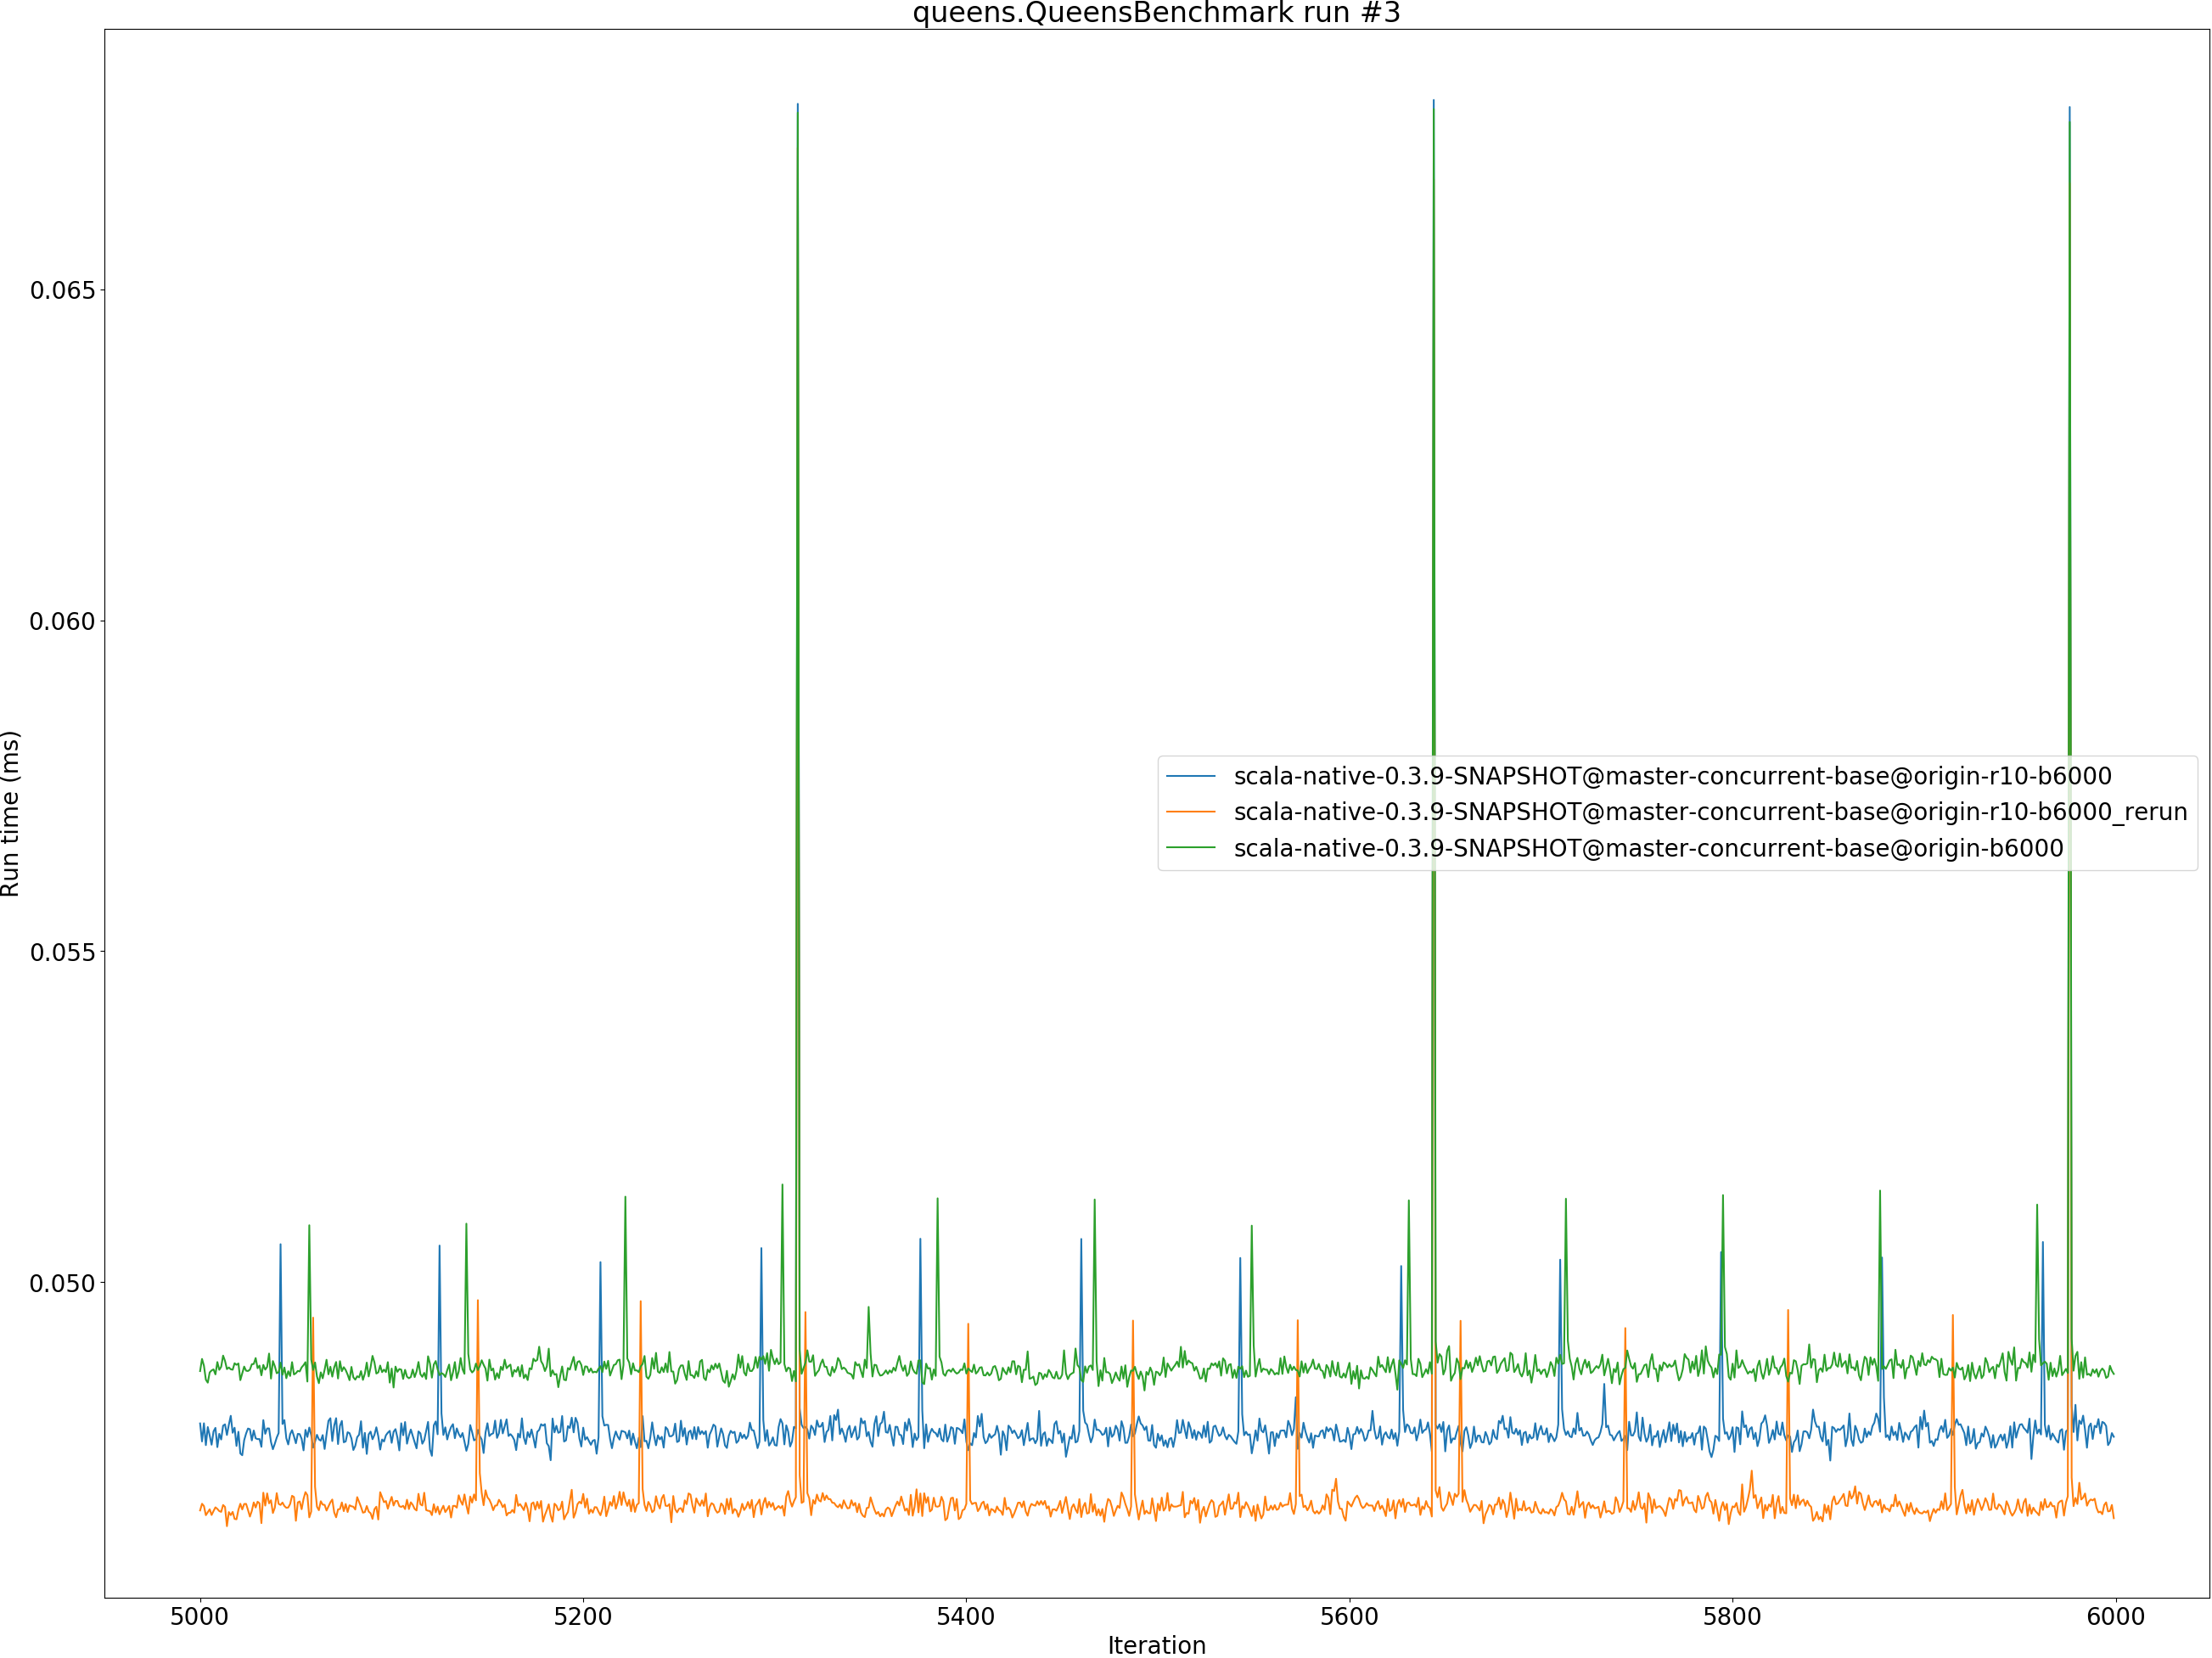 queens.QueensBenchmark run #3
Run time (ms)
0.065
0.060
0.055
0.050
scala-native-0.3.9-SNAPSHOT@master-concurrent-base@origin-r10-b6000
scala-native-0.3.9-SNAPSHOT@master-concurrent-base@origin-r10-b6000_rerun
scala-native-0.3.9-SNAPSHOT@master-concurrent-base@origin-b6000
5000 5200 5400 5600 5800 6000
Iteration